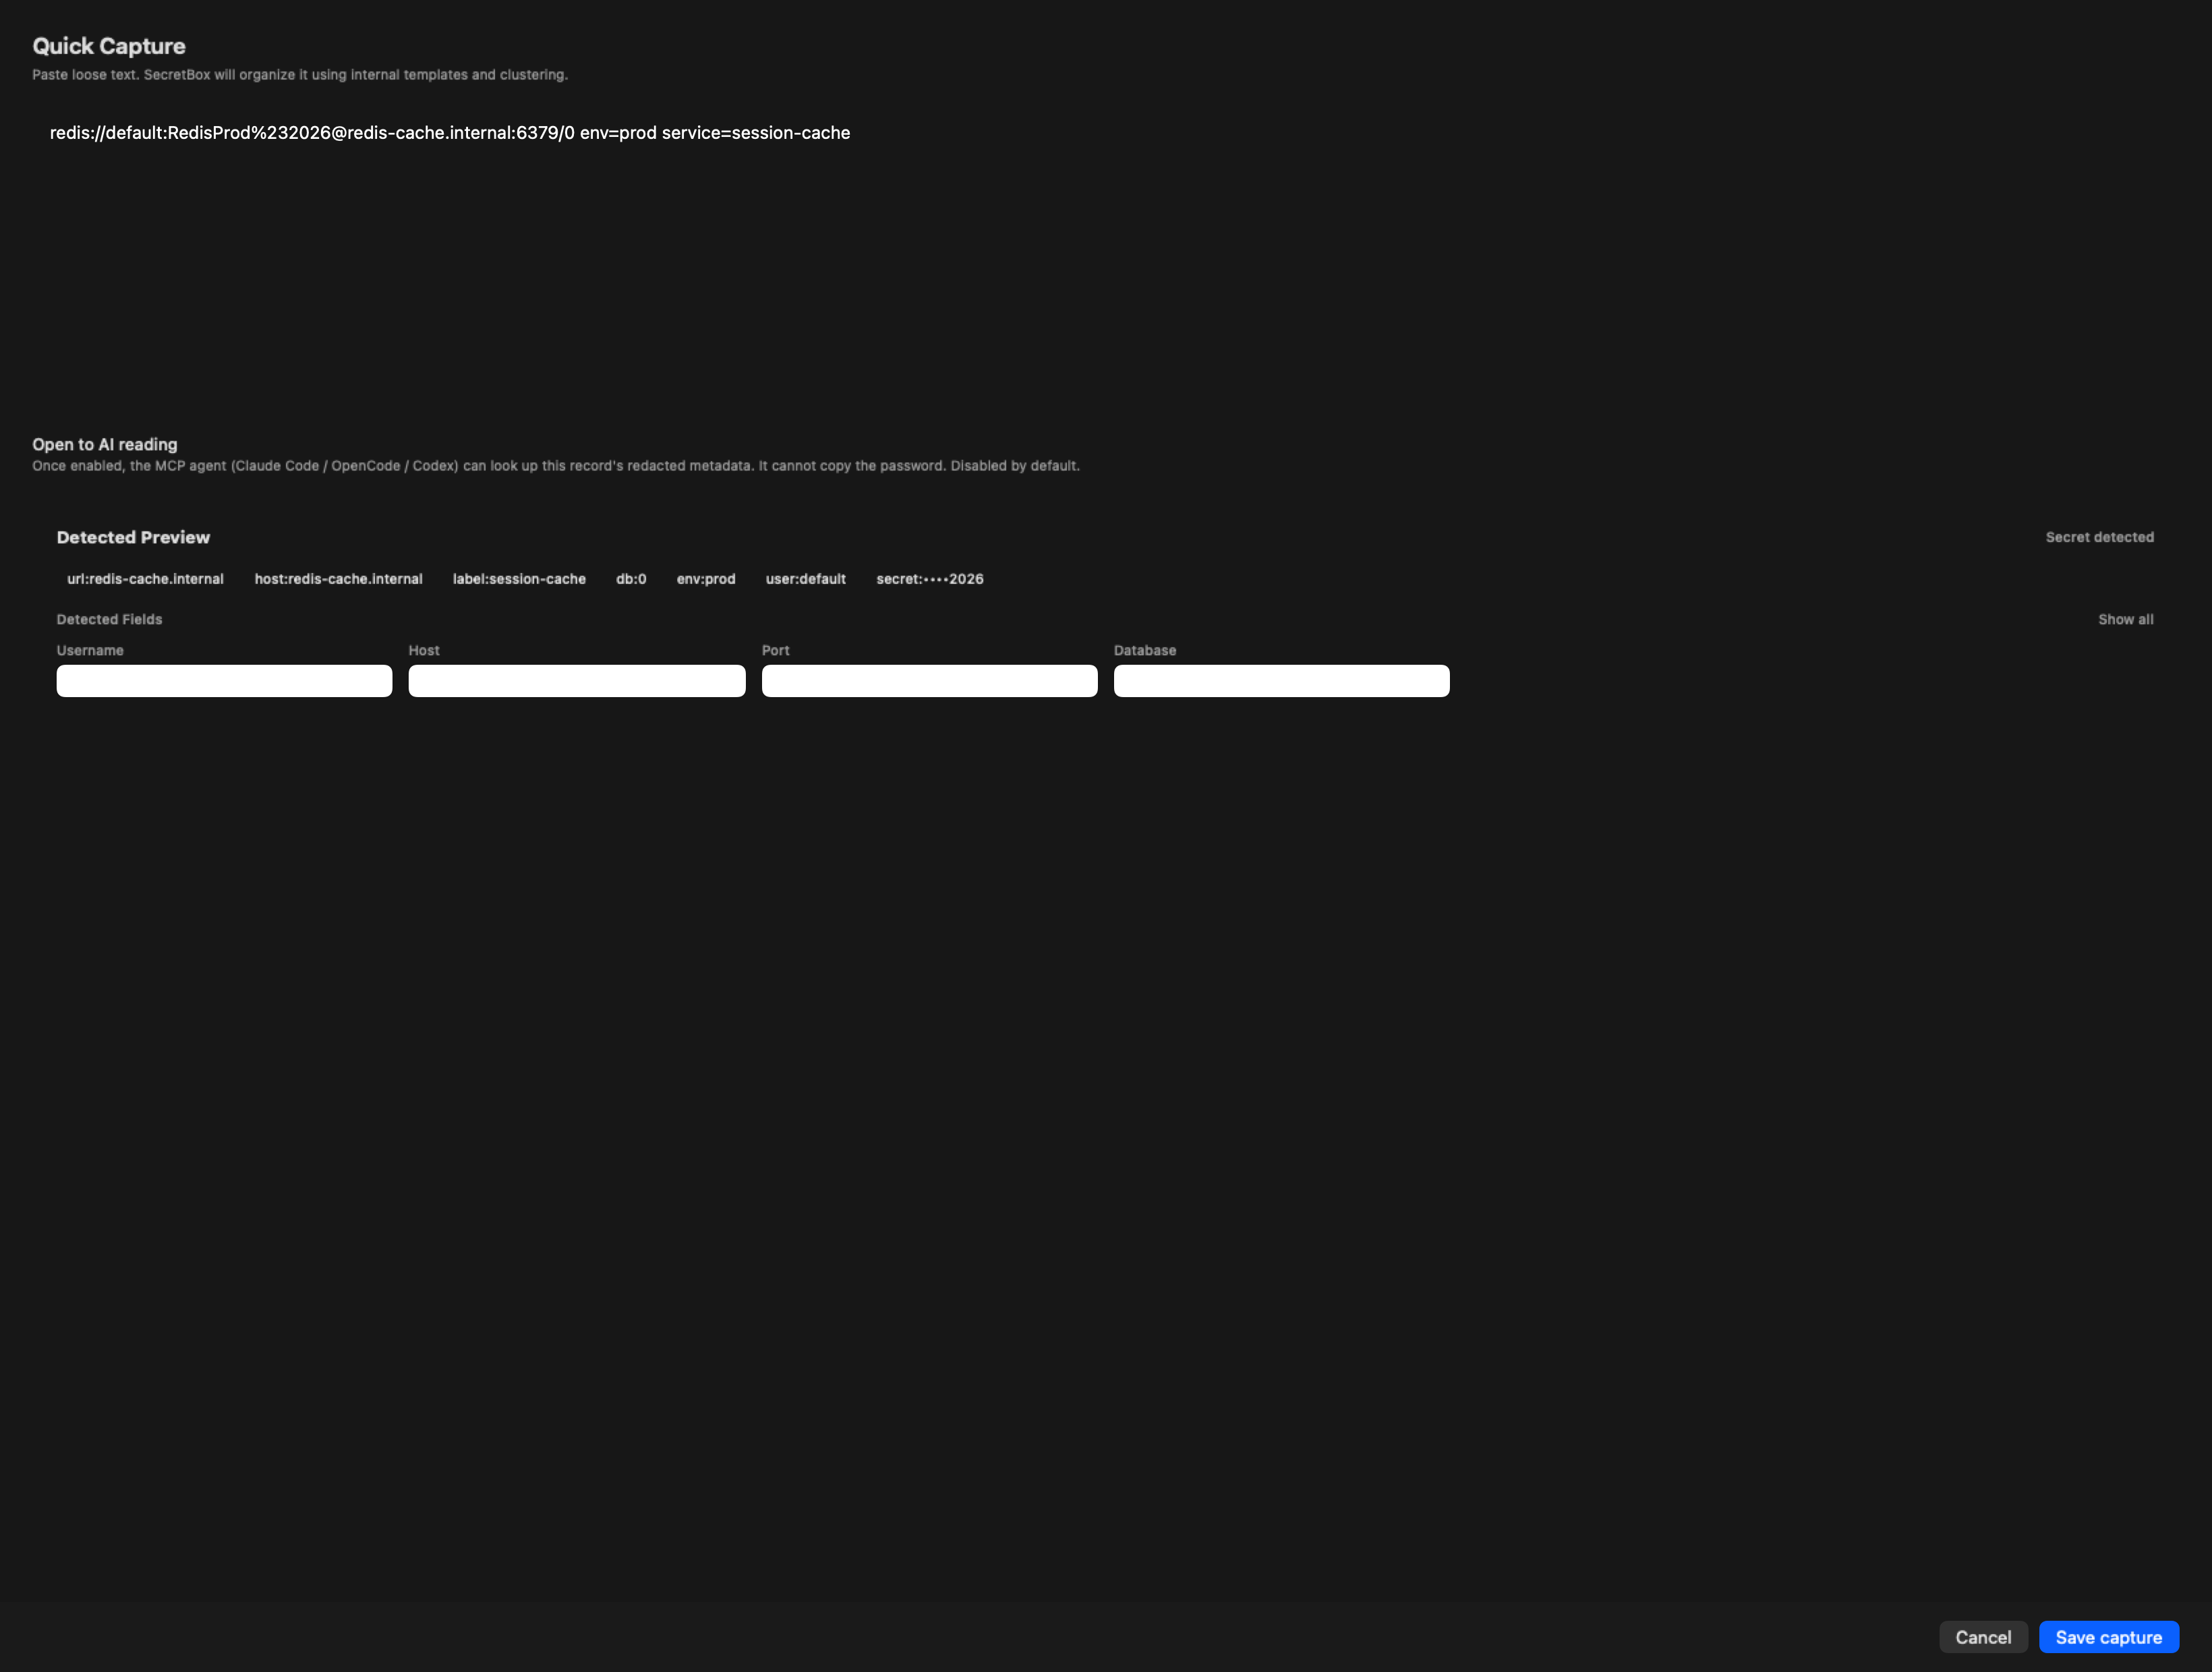 Quick Capture
Paste loose text. SecretBox will organize it using internal templates and clustering.
redis://default:RedisProd%232026@redis-cache.internal:6379/0 env=prod service=session-cache
Open to AI reading
Once enabled, the MCP agent (Claude Code / OpenCode / Codex) can look up this record's redacted metadata. It cannot copy the password. Disabled by default.
Detected Preview Secret detected
url:redis-cache.internal host:redis-cache.internal label:session-cache db:0 env:prod user:default secret:••••2026
Detected Fields Show all
Username Host Port Database
Cancel Save capture